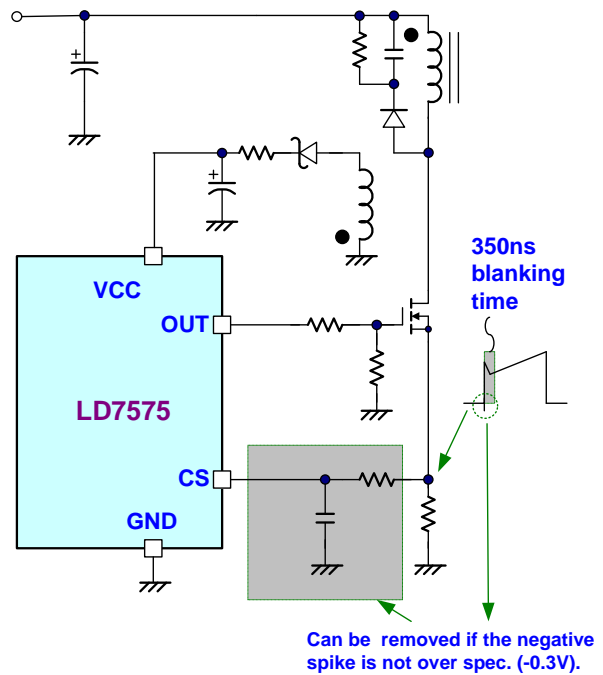 +
+
VCC
350ns
blanking
time
OUT
LD7575
CS
GND
Can be removed if the negative
spike is not over spec. (-0.3V).